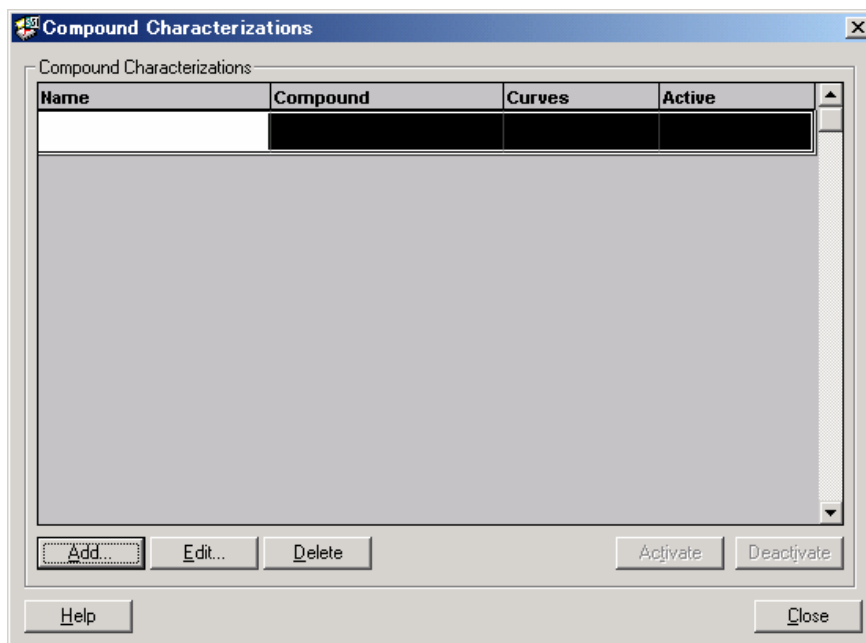 Compound Characterizations
Compound Characterizations
Name Compound Curves Active
Add... Edit... Delete Activate Deactivate
Help Close